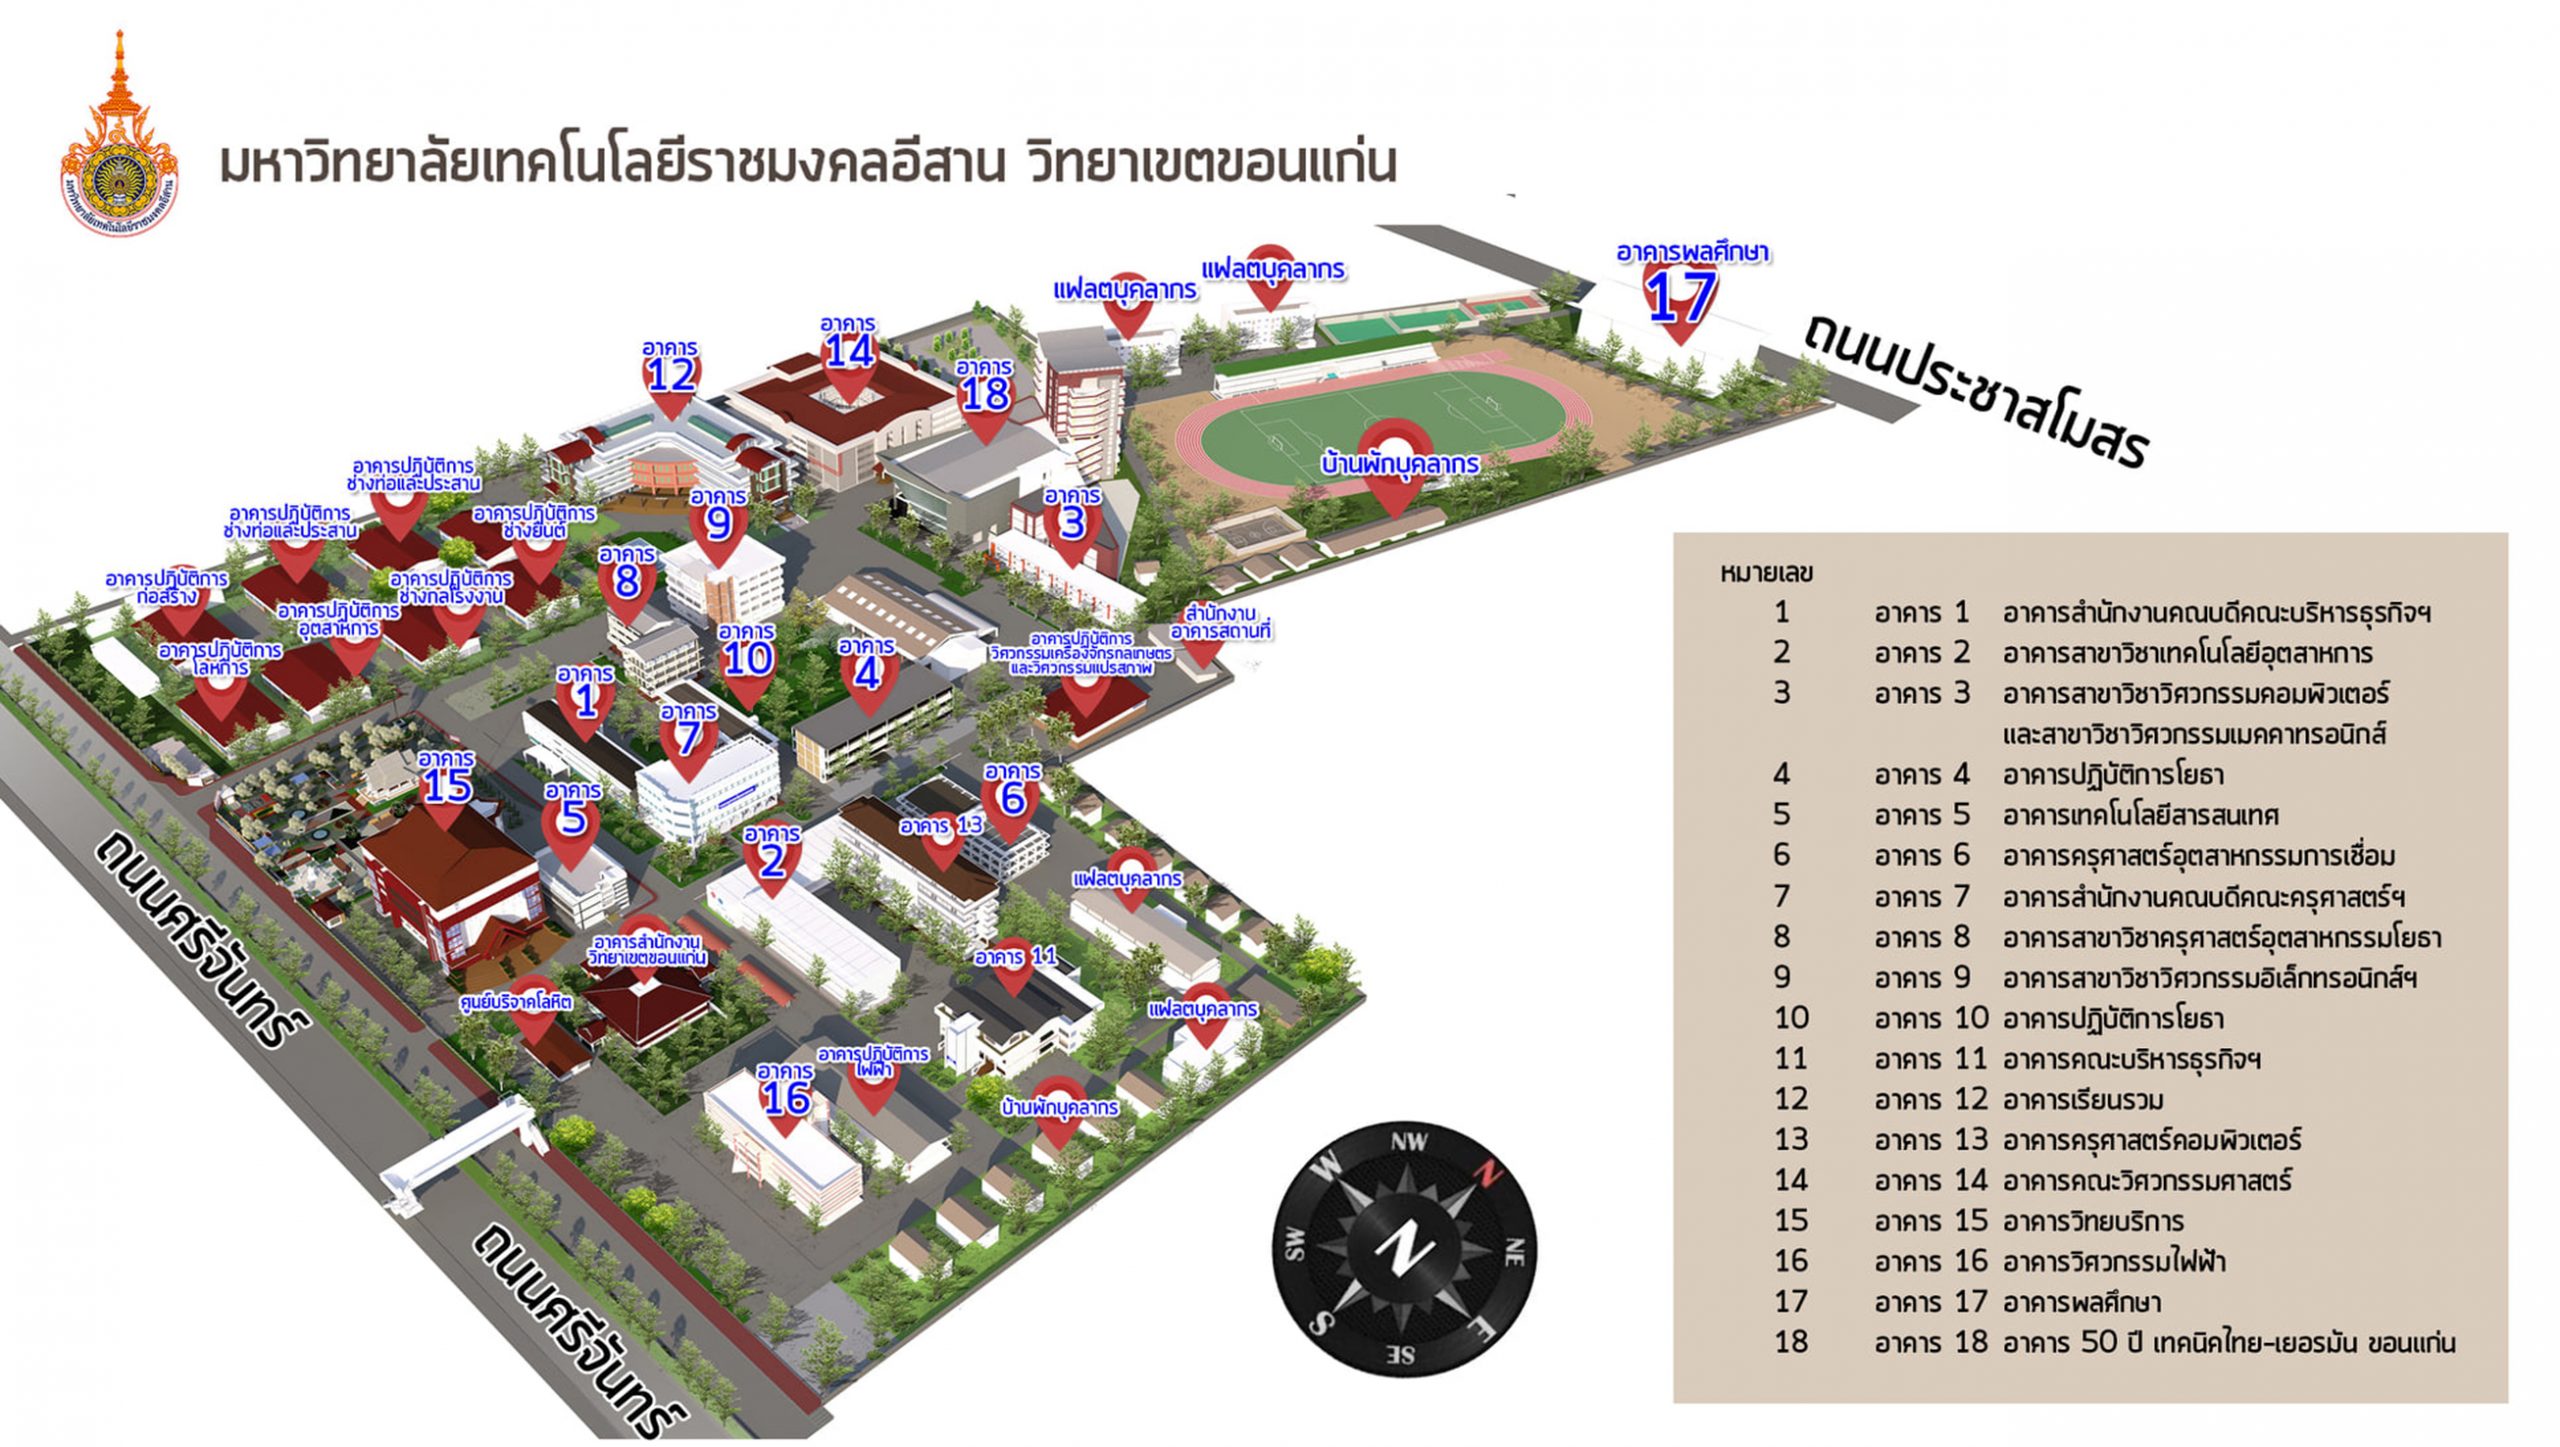 มหาวิทยาลัยเทคโนโลยีราชมงคลอีสาน วิทยาเขตขอนแก่น
มหาวิทยาลัยเทคโนโลยีราชมงคลอีสาน
อาคารพลศึกษา
17
แฟลตบุคลากร
แฟลตบุคลากร
ถนนประชาสโมสร
อาคาร
14
อาคาร
12
อาคาร
18
บ้านพักบุคลากร
อาคารปฏิบัติการ
ช่างท่อและประสาน
อาคารปฏิบัติการ
ช่างท่อและประสาน
อาคารปฏิบัติการ
ช่างยนต์
อาคาร
9
อาคาร
3
อาคาร
8
อาคารปฏิบัติการ
ก่อสร้าง
อาคารปฏิบัติการ
ช่างกลโรงงาน
อาคารปฏิบัติการ
อุตสาหการ
อาคารปฏิบัติการ
โลหการ
อาคาร
10
อาคาร
4
อาคารปฏิบัติการ
วิศวกรรมเครื่องจักรกลเกษตร
และวิศวกรรมแปรสภาพ
สำนักงาน
อาคารสถานที่
อาคาร
1
อาคาร
7
อาคาร
15
อาคาร
5
อาคาร
6
อาคาร
2
อาคาร 13
แฟลตบุคลากร
อาคารสำนักงาน
วิทยาเขตขอนแก่น
อาคาร 11
ศูนย์บริจาคโลหิต
แฟลตบุคลากร
อาคารปฏิบัติการ
ไฟฟ้า
อาคาร
16
บ้านพักบุคลากร
ถนนศรีจันทร์
ถนนศรีจันทร์
NW
N
NE
E
SE
S
SW
W
N
หมายเลข
1 อาคาร 1 อาคารสำนักงานคณบดีคณะบริหารธุรกิจฯ
2 อาคาร 2 อาคารสาขาวิชาเทคโนโลยีอุตสาหการ
3 อาคาร 3 อาคารสาขาวิชาวิศวกรรมคอมพิวเตอร์
และสาขาวิชาวิศวกรรมเมคคาทรอนิกส์
4 อาคาร 4 อาคารปฏิบัติการโยธา
5 อาคาร 5 อาคารเทคโนโลยีสารสนเทศ
6 อาคาร 6 อาคารครุศาสตร์อุตสาหกรรมการเชื่อม
7 อาคาร 7 อาคารสำนักงานคณบดีคณะครุศาสตร์ฯ
8 อาคาร 8 อาคารสาขาวิชาครุศาสตร์อุตสาหกรรมโยธา
9 อาคาร 9 อาคารสาขาวิชาวิศวกรรมอิเล็กทรอนิกส์ฯ
10 อาคาร 10 อาคารปฏิบัติการโยธา
11 อาคาร 11 อาคารคณะบริหารธุรกิจฯ
12 อาคาร 12 อาคารเรียนรวม
13 อาคาร 13 อาคารครุศาสตร์คอมพิวเตอร์
14 อาคาร 14 อาคารคณะวิศวกรรมศาสตร์
15 อาคาร 15 อาคารวิทยบริการ
16 อาคาร 16 อาคารวิศวกรรมไฟฟ้า
17 อาคาร 17 อาคารพลศึกษา
18 อาคาร 18 อาคาร 50 ปี เทคนิคไทย-เยอรมัน ขอนแก่น